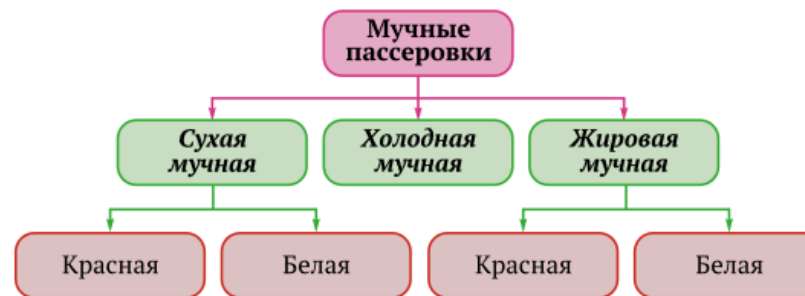 Мучные
пассеровки
Сухая
мучная
Холодная
мучная
Жировая
мучная
Красная
Белая
Красная
Белая